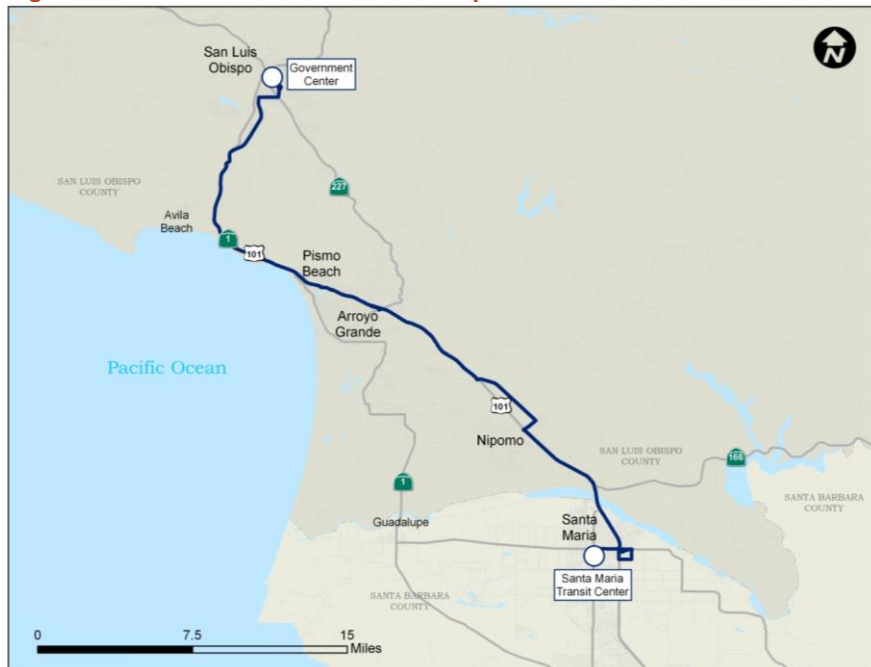 San Luis
Obispo
Government
Center
N
SAN LUIS OBISPO
COUNTY
227
Avila
Beach
1
101
Pismo
Beach
Arroyo
Grande
Pacific Ocean
101
Nipomo
SAN LUIS OBISPO
COUNTY
166
1
SANTA BARBARA
COUNTY
Guadalupe
Santa
Maria
Santa Maria
Transit Center
SANTA BARBARA
COUNTY
0
7.5
15
Miles